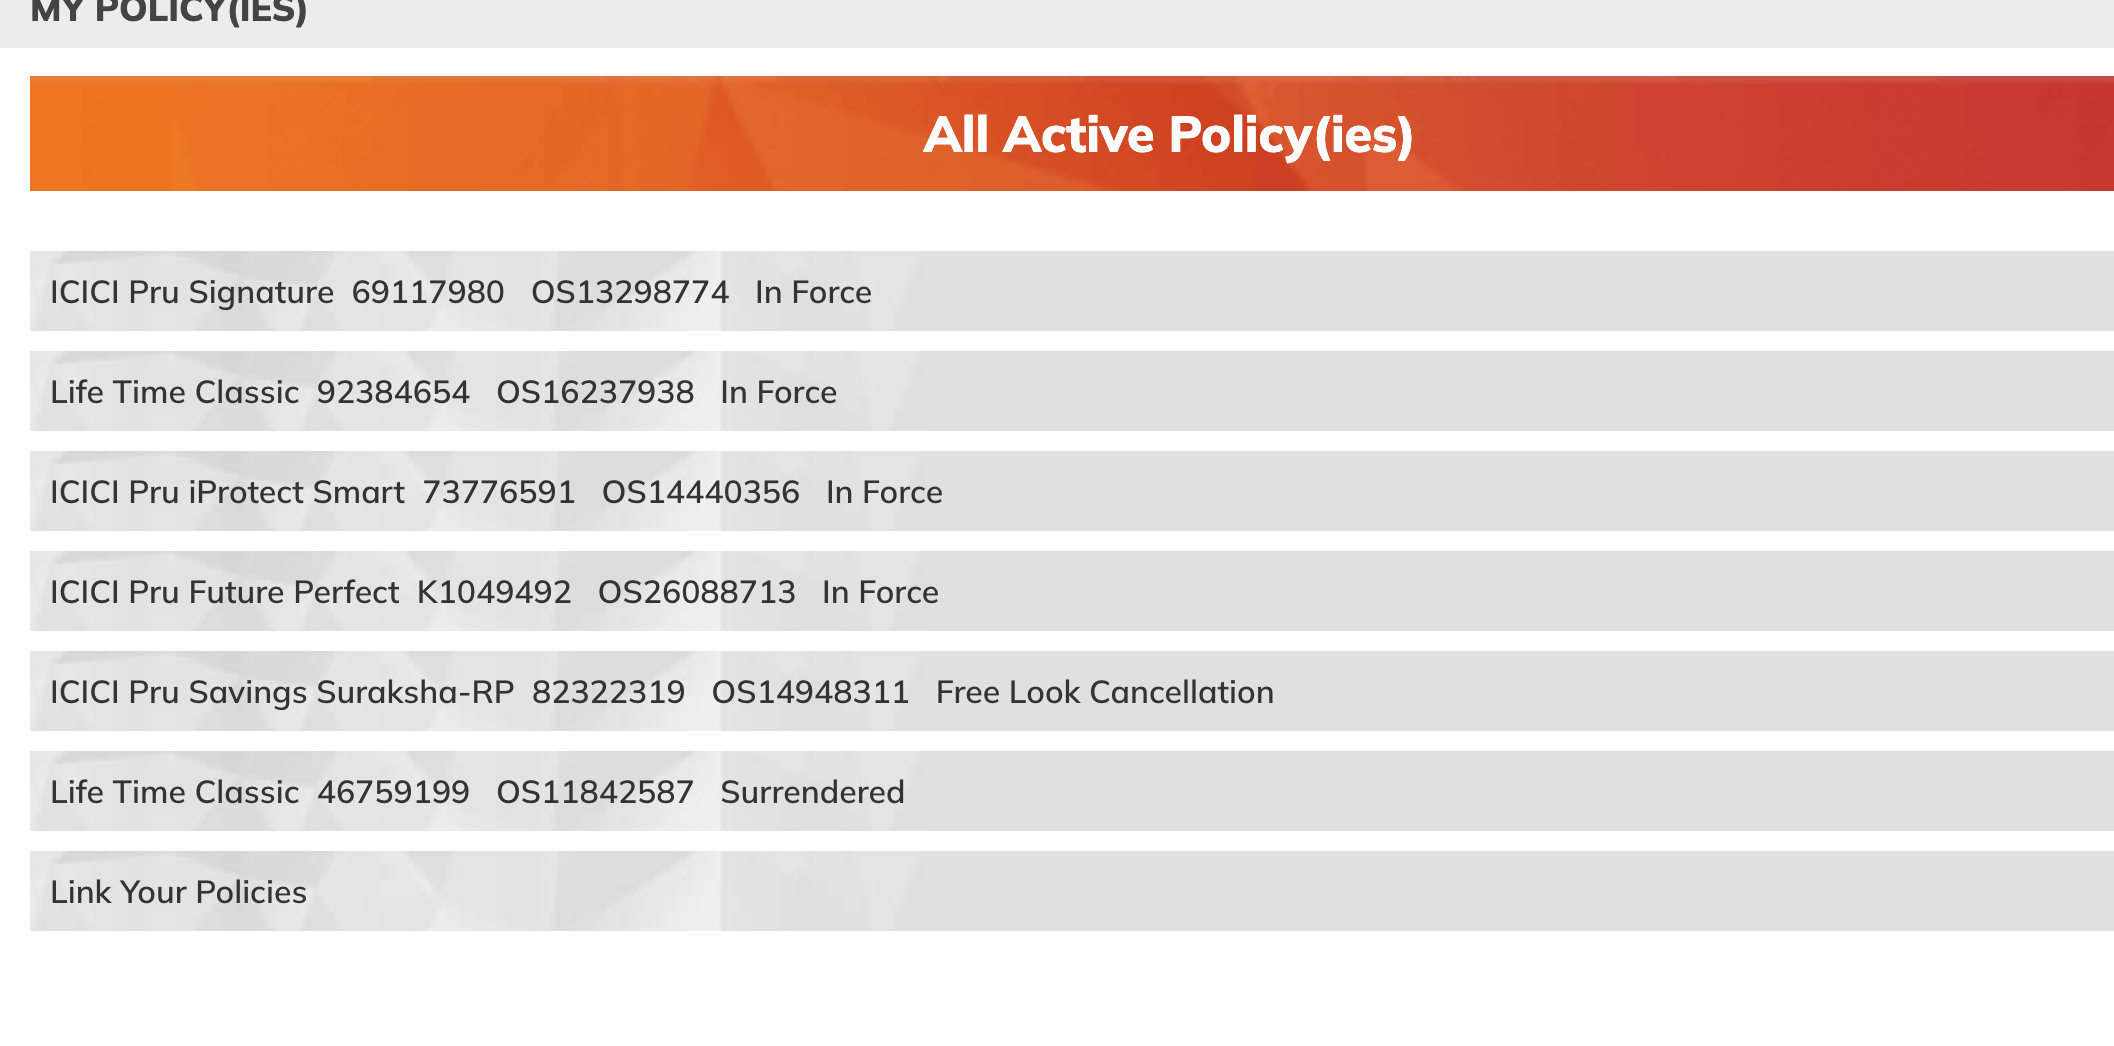 MY POLICY(IES)
All Active Policy(ies)
ICICI Pru Signature 69117980 OS13298774 In Force
Life Time Classic 92384654 OS16237938 In Force
ICICI Pru iProtect Smart 73776591 OS14440356 In Force
ICICI Pru Future Perfect K1049492 OS26088713 In Force
ICICI Pru Savings Suraksha-RP 82322319 OS14948311 Free Look Cancellation
Life Time Classic 46759199 OS11842587 Surrendered
Link Your Policies